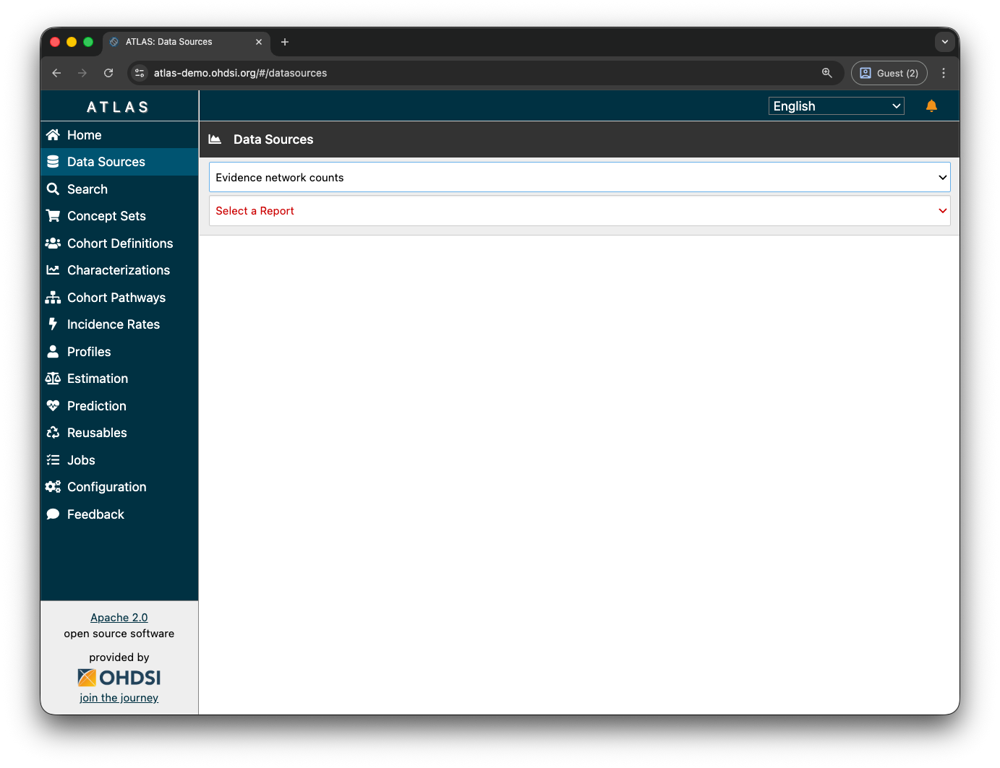 ATLAS: Data Sources
atlas-demo.ohdsi.org/#/datasources
Guest (2)
ATLAS
English
Home
Data Sources
Search
Concept Sets
Cohort Definitions
Characterizations
Cohort Pathways
Incidence Rates
Profiles
Estimation
Prediction
Reusables
Jobs
Configuration
Feedback
Apache 2.0
open source software
provided by
OHDSI
join the journey
Data Sources
Evidence network counts
Select a Report